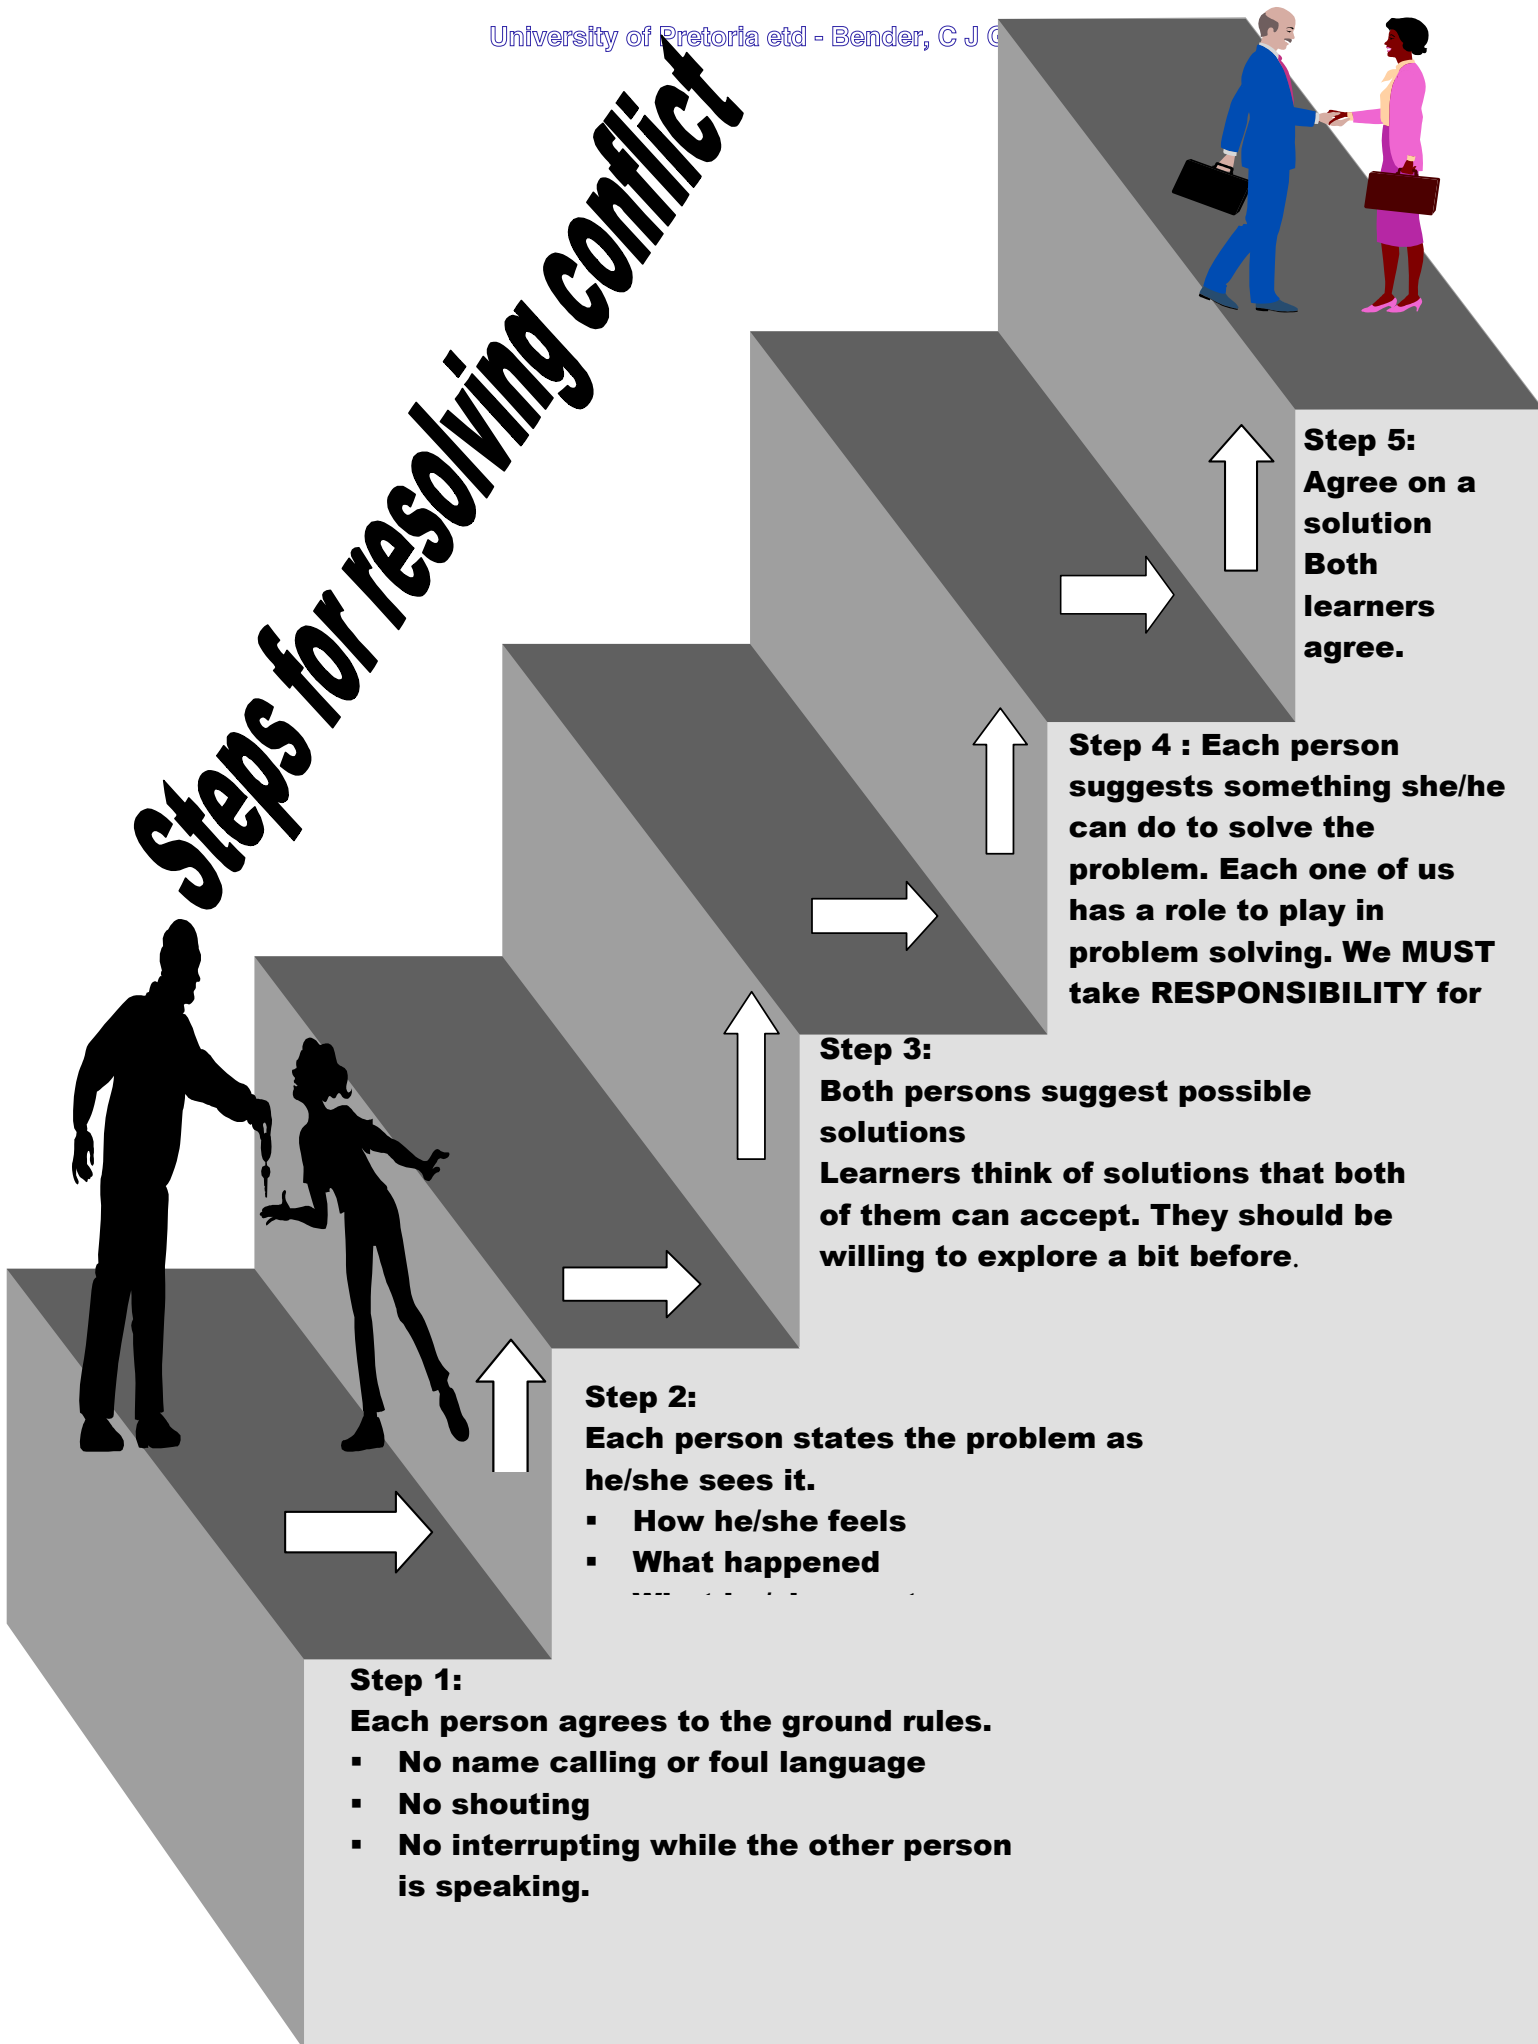 University of Pretoria etd - Bender, C J G
Steps for resolving conflict
Step 5:
Agree on a
solution
Both
learners
agree.
Step 4 : Each person
suggests something she/he
can do to solve the
problem. Each one of us
has a role to play in
problem solving. We MUST
take RESPONSIBILITY for
Step 3:
Both persons suggest possible
solutions
Learners think of solutions that both
of them can accept. They should be
willing to explore a bit before.
Step 2:
Each person states the problem as
he/she sees it.
▪ How he/she feels
▪ What happened
Step 1:
Each person agrees to the ground rules.
▪ No name calling or foul language
▪ No shouting
▪ No interrupting while the other person
is speaking.